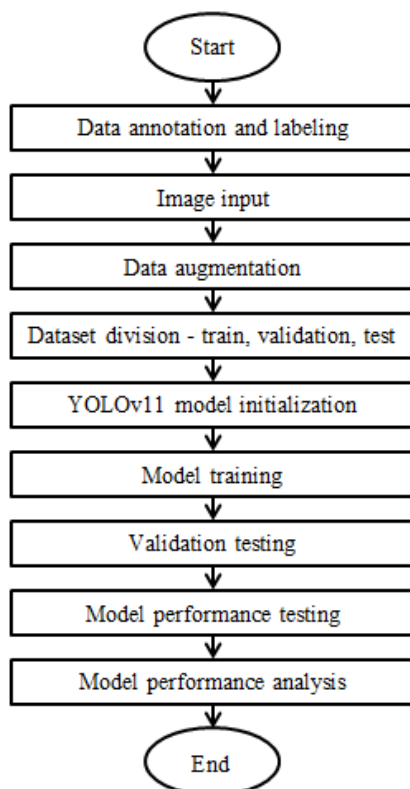 Start
Data annotation and labeling
Image input
Data augmentation
Dataset division - train, validation, test
YOLOv11 model initialization
Model training
Validation testing
Model performance testing
Model performance analysis
End